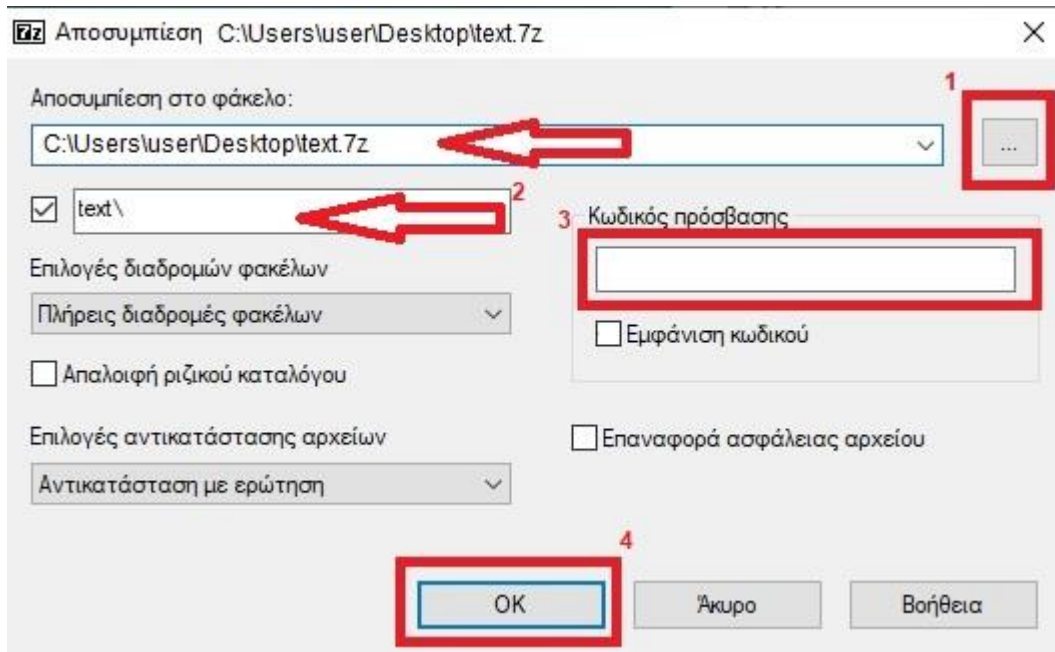 7z Αποσυμπίεση C:\Users\user\Desktop\text.7z
Αποσυμπίεση στο φάκελο:
1
C:\Users\user\Desktop\text.7z
...
text\
2
3 Κωδικός πρόσβασης
Επιλογές διαδρομών φακέλων
Πλήρεις διαδρομές φακέλων
Εμφάνιση κωδικού
Απαλοιφή ριζικού καταλόγου
Επιλογές αντικατάστασης αρχείων
Επαναφορά ασφάλειας αρχείου
Αντικατάσταση με ερώτηση
4
OK
Άκυρο
Βοήθεια